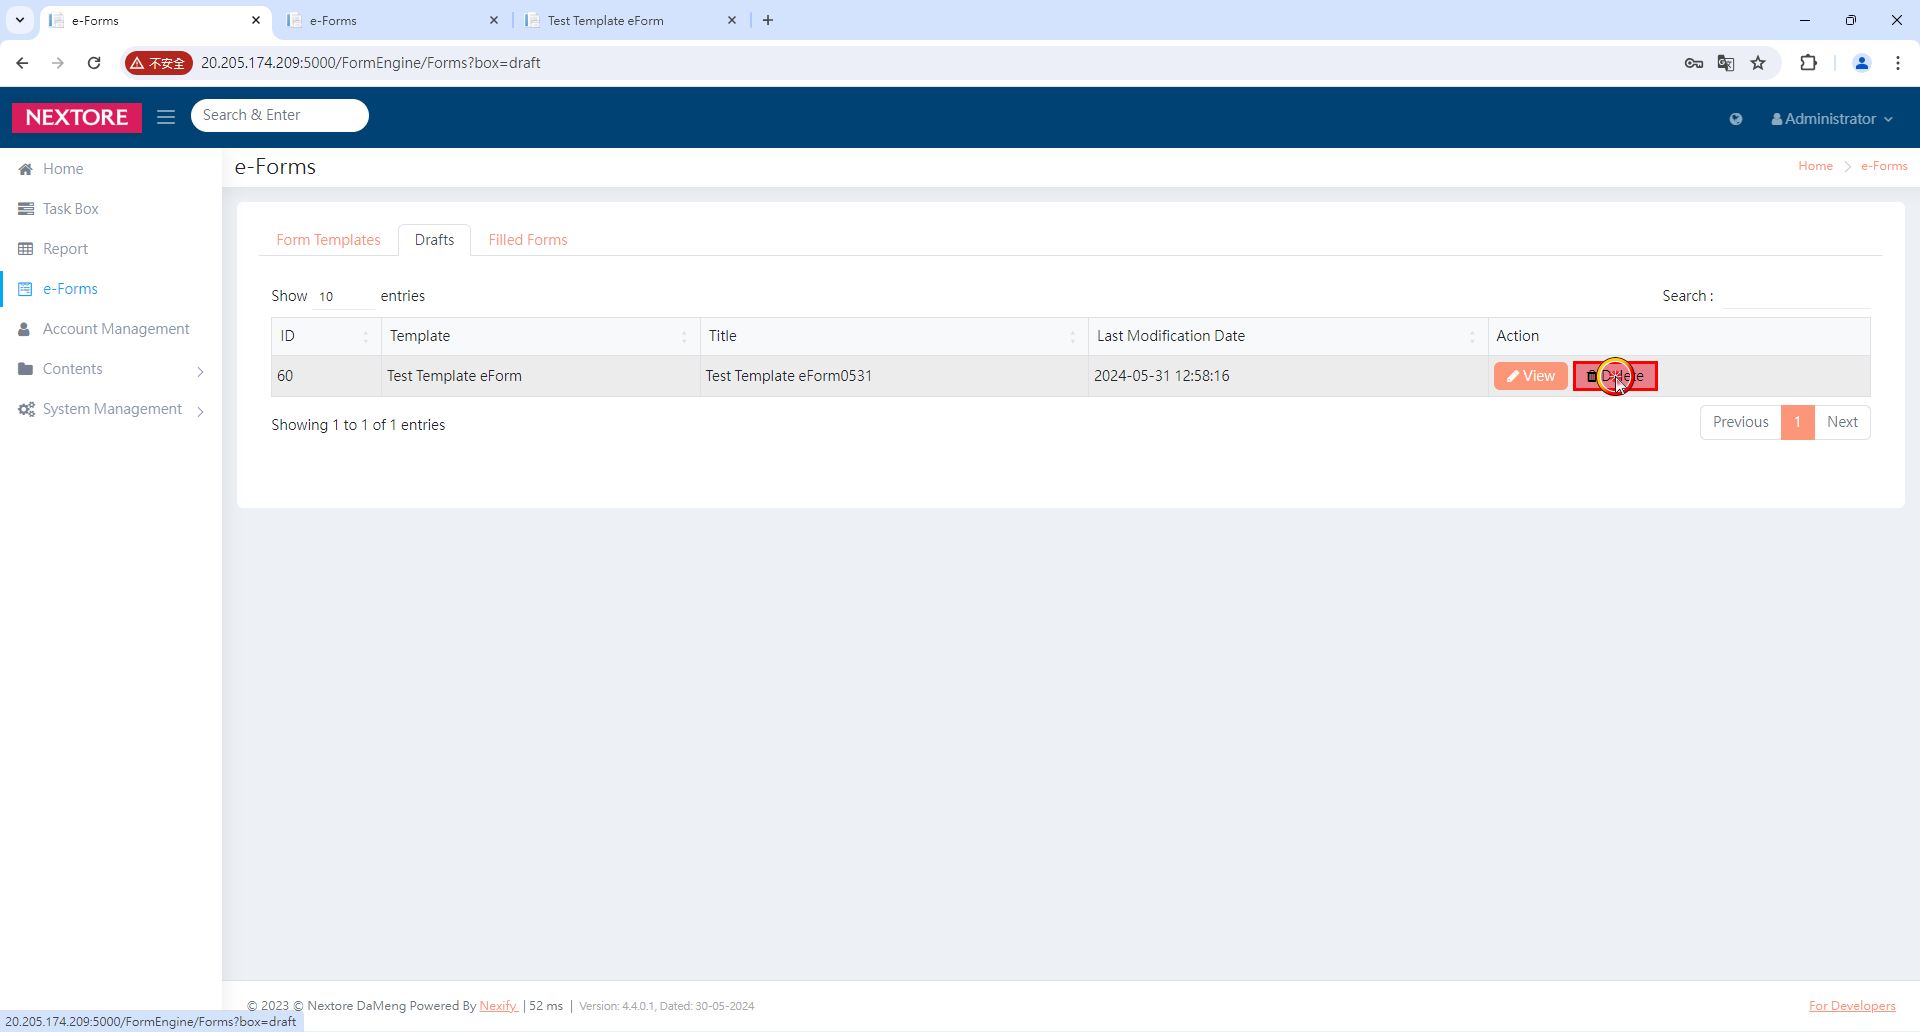 e-Forms
e-Forms
Test Template eForm
不安全
20.205.174.209:5000/FormEngine/Forms?box=draft
NEXTORE
Search & Enter
Administrator
Home
Task Box
Report
e-Forms
Account Management
Contents
System Management
e-Forms
Home
e-Forms
Form Templates
Drafts
Filled Forms
Show 10 entries
Search :
ID Template Title Last Modification Date Action
60 Test Template eForm Test Template eForm0531 2024-05-31 12:58:16 View
Showing 1 to 1 of 1 entries
Previous 1 Next
© 2023 © Nextore DaMeng Powered By Nexify | 52 ms | Version: 4.4.0.1, Dated: 30-05-2024
For Developers
20.205.174.209:5000/FormEngine/Forms?box=draft